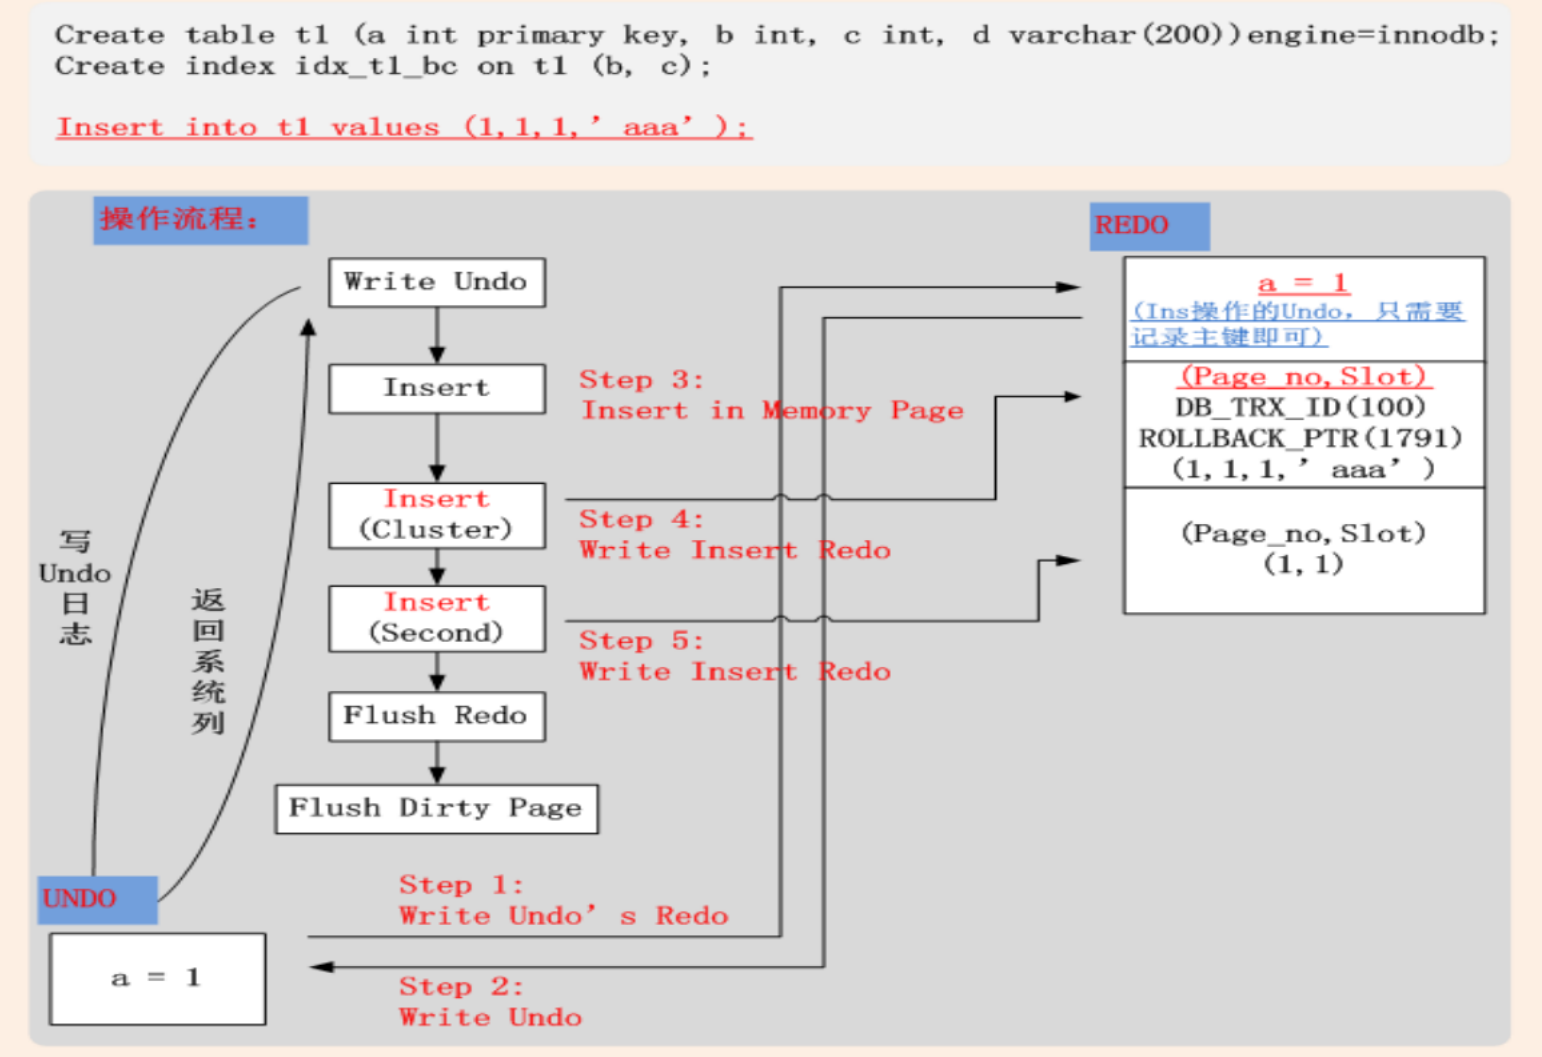 Create table t1 (a int primary key, b int, c int, d varchar(200))engine=innodb;
Create index idx_t1_bc on t1 (b, c);
Insert into t1 values (1,1,1,’aaa’);
操作流程：
REDO
Write Undo
Insert
Insert
(Cluster)
Insert
(Second)
Flush Redo
Flush Dirty Page
Step 3:
Insert in Memory Page
Step 4:
Write Insert Redo
Step 5:
Write Insert Redo
a = 1
(Ins操作的Undo，只需要
记录主键即可)
(Page_no,Slot)
DB_TRX_ID(100)
ROLLBACK_PTR(1791)
(1,1,1,’aaa’)
(Page_no,Slot)
(1,1)
写
Undo
日
志
返
回
系
统
列
UNDO
a = 1
Step 1:
Write Undo’s Redo
Step 2:
Write Undo